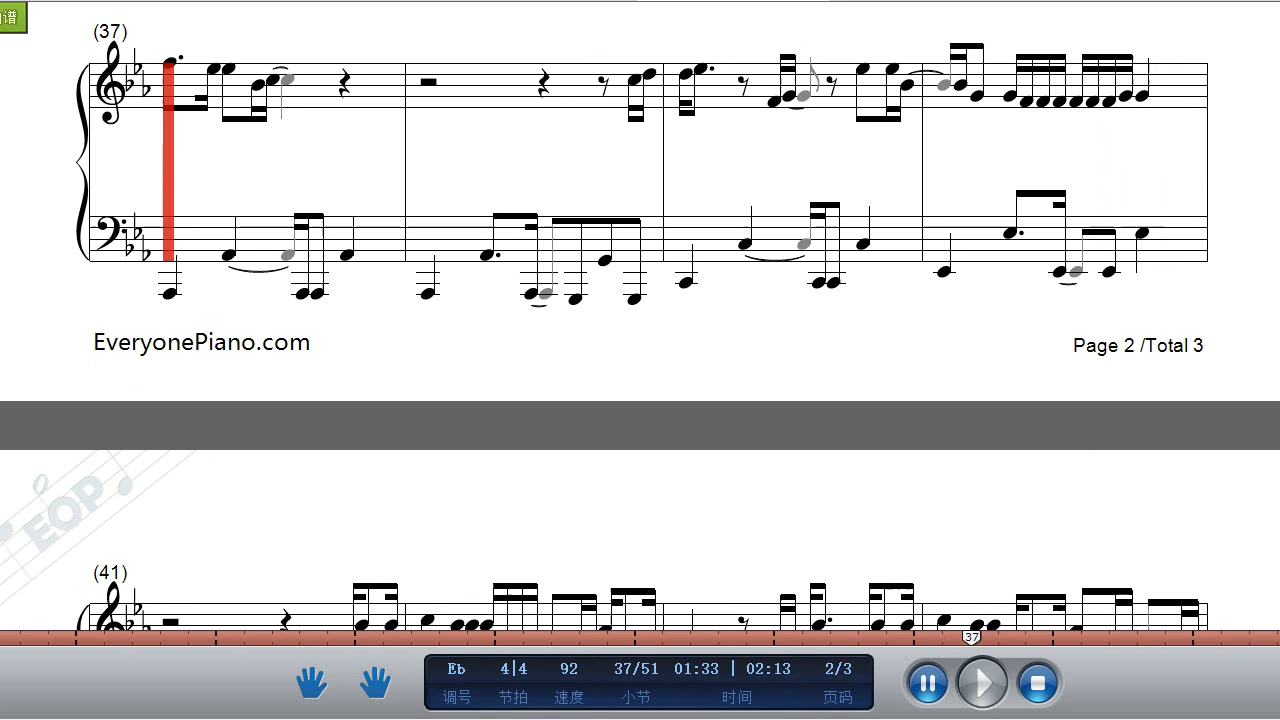 谱
(37)
EveryonePiano.com
Page 2 /Total 3
EOP
(41)
37
Eb 4|4 92 37/51 01:33 | 02:13 2/3
调号 节拍 速度 小节 时间 页码